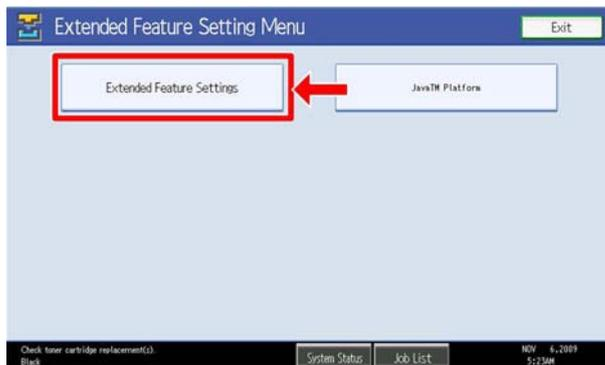 Extended Feature Setting Menu
Exit
Extended Feature Settings
JavaTM Platform
Check toner cartridge replacement(s).
Black
System Status
Job List
NOV 6,2009
5:23AM